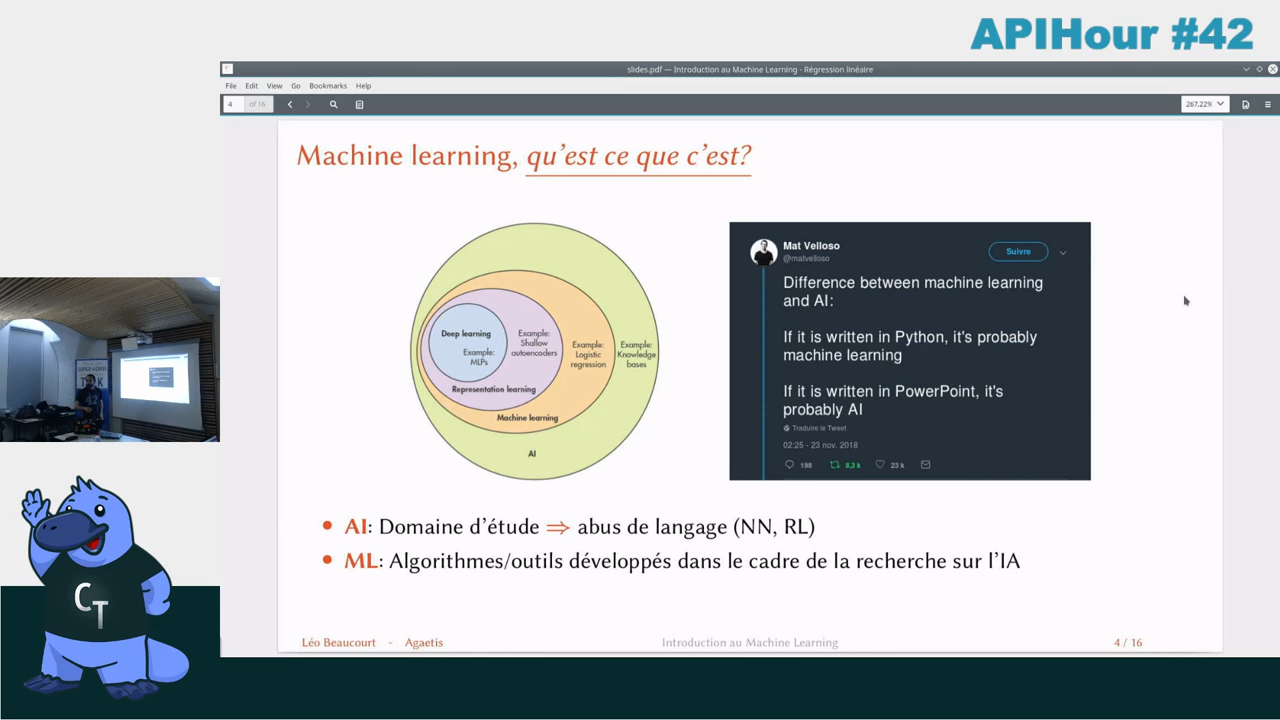 APIHour #42
slides.pdf — Introduction au Machine Learning - Régression linéaire
File Edit View Go Bookmarks Help
4 of 16
267.22%
Machine learning, qu'est ce que c'est?
Deep learning
Example:
MLPs
Example:
Shallow
autoencoders
Representation learning
Example:
Logistic
regression
Machine learning
Example:
Knowledge
bases
AI
Mat Velloso
@matvelloso
Suivre
Difference between machine learning
and AI:
If it is written in Python, it's probably
machine learning
If it is written in PowerPoint, it's
probably AI
Traduire le Tweet
02:25 - 23 nov. 2018
198 8,3 k 23 k
• AI: Domaine d'étude ⇒ abus de langage (NN, RL)
• ML: Algorithmes/outils développés dans le cadre de la recherche sur l'IA
Léo Beaucourt - Agaetis
Introduction au Machine Learning
4 / 16
CT